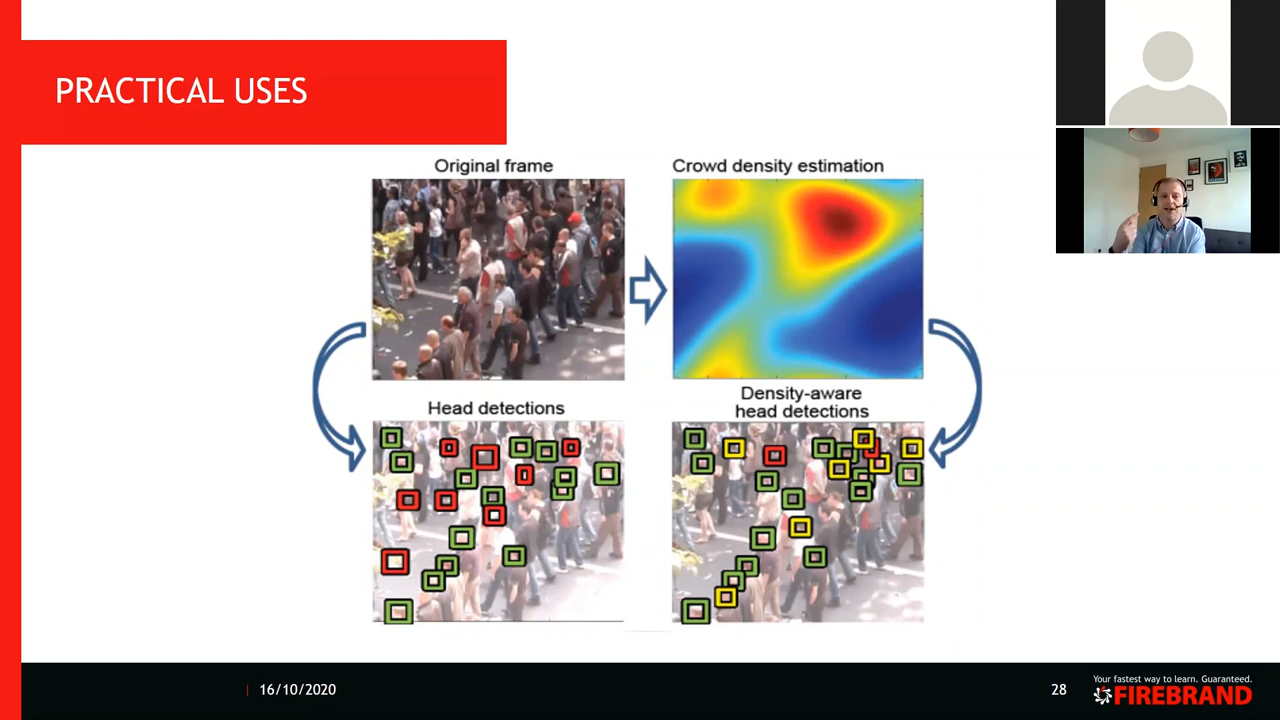 PRACTICAL USES
Original frame
Crowd density estimation
Head detections
Density-aware
head detections
16/10/2020
28
Your fastest way to learn. Guaranteed.
FIREBRAND